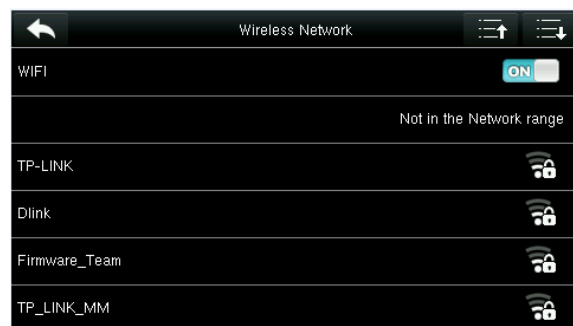 Wireless Network
WIFI
ON
Not in the Network range
TP-LINK
Dlink
Firmware_Team
TP_LINK_MM